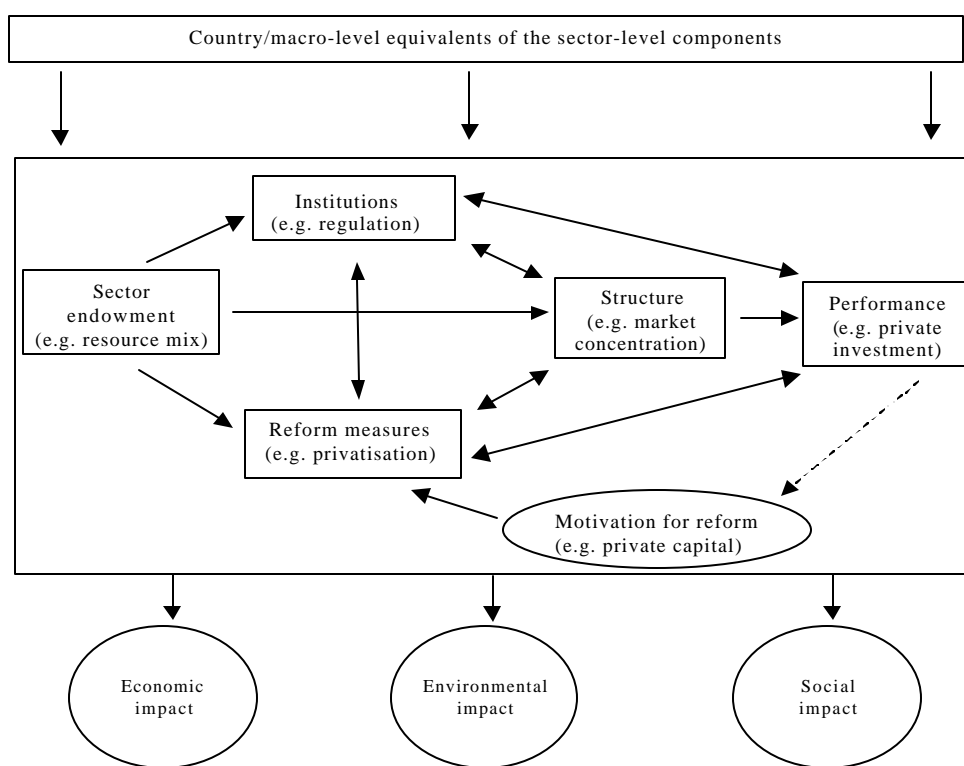 Country/macro-level equivalents of the sector-level components
Institutions
(e.g. regulation)
Sector
endowment
(e.g. resource mix)
Structure
(e.g. market
concentration)
Performance
(e.g. private
investment)
Reform measures
(e.g. privatisation)
Motivation for reform
(e.g. private capital)
Economic
impact
Environmental
impact
Social
impact